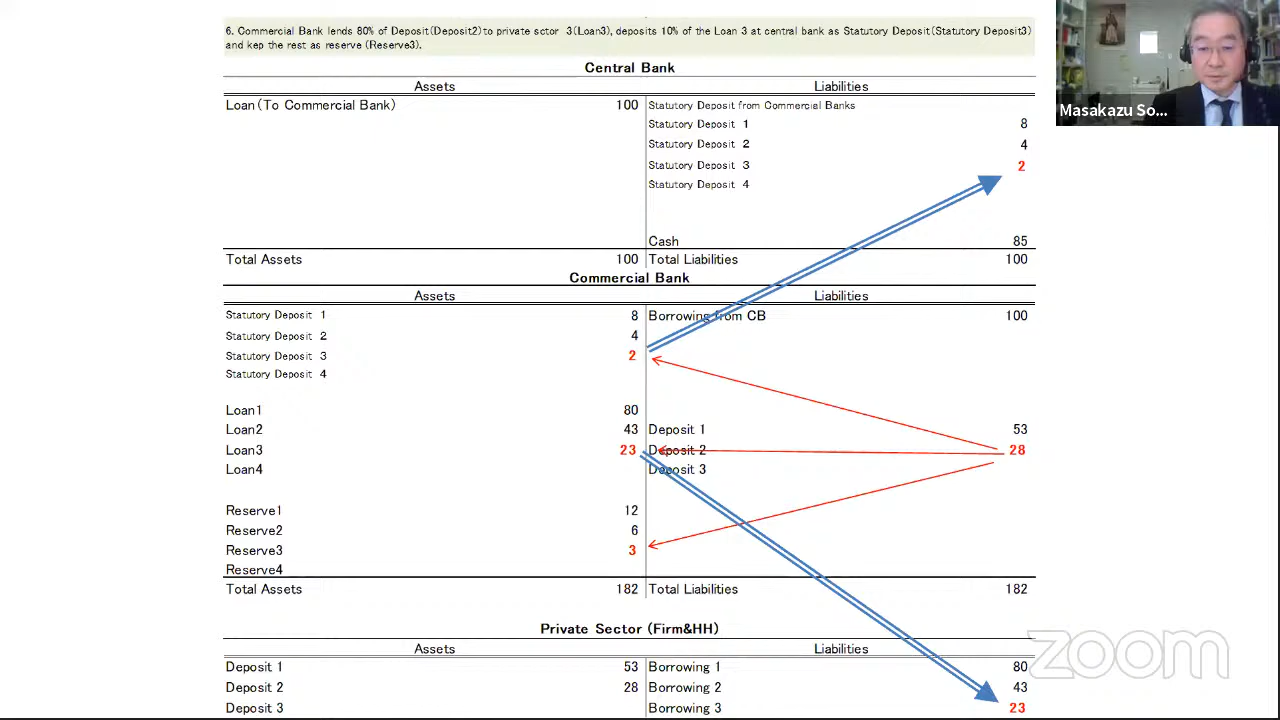 6. Commercial Bank lends 80% of Deposit(Deposit2)to private sctor 3(Loan3), deposits 10% of the Loan 3 at central bank as Statutory Deposit(Statutory Deposit3)
and kep the rest as reserve (Reserve3).
Masakazu So...
Central Bank
Assets Liabilities
Loan(To Commercial Bank) 100 Statutory Deposit from Commercial Banks
Statutory Deposit 1 8
Statutory Deposit 2 4
Statutory Deposit 3 2
Statutory Deposit 4
Cash 85
Total Assets 100 Total Liabilities 100
Commercial Bank
Assets Liabilities
Statutory Deposit 1 8 Borrowing from CB 100
Statutory Deposit 2 4
Statutory Deposit 3 2
Statutory Deposit 4
Loan1 80
Loan2 43 Deposit 1 53
Loan3 23 Deposit 2 28
Loan4 Deposit 3
Reserve1 12
Reserve2 6
Reserve3 3
Reserve4
Total Assets 182 Total Liabilities 182
Private Sector (Firm&HH)
Assets Liabilities
Deposit 1 53 Borrowing 1 80
Deposit 2 28 Borrowing 2 43
Deposit 3 Borrowing 3 23
zoom